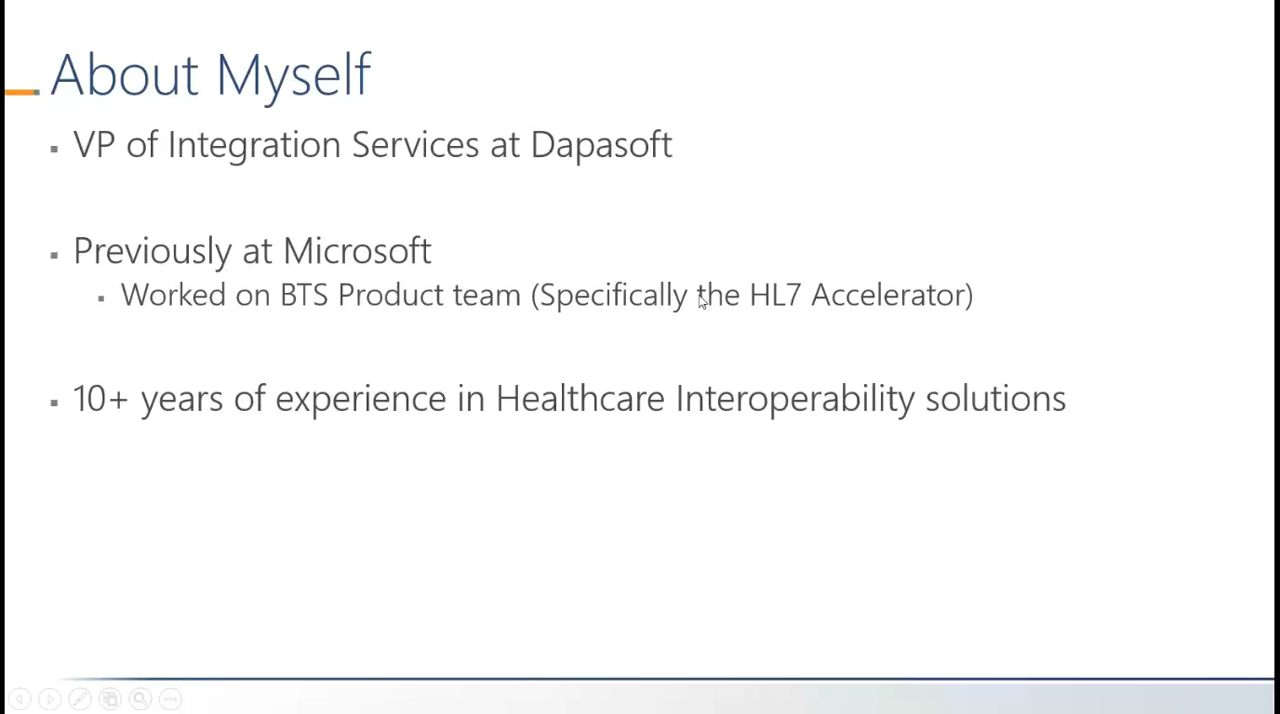 About Myself
VP of Integration Services at Dapasoft
Previously at Microsoft
Worked on BTS Product team (Specifically the HL7 Accelerator)
10+ years of experience in Healthcare Interoperability solutions